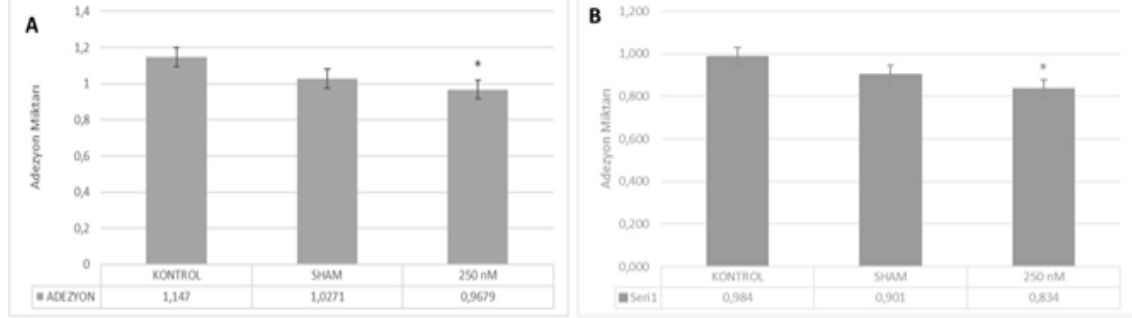 A
Adezyon Miktarı
1,4
1,2
1
0,8
0,6
0,4
0,2
0
*
KONTROL SHAM 250 nM
ADEZYON 1,147 1,0271 0,9679
B
Adezyon Miktarı
1,200
1,000
0,800
0,600
0,400
0,200
0,000
*
KONTROL SHAM 250 nM
Seri1 0,984 0,901 0,834